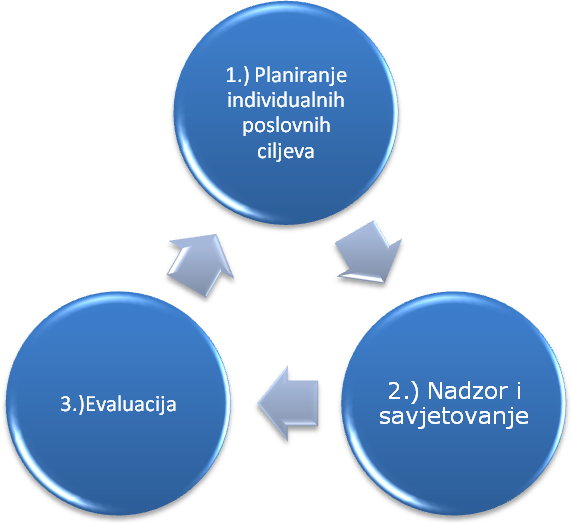 1.) Planiranje
individualnih
poslovnih
ciljeva
2.) Nadzor i
savjetovanje
3.)Evaluacija